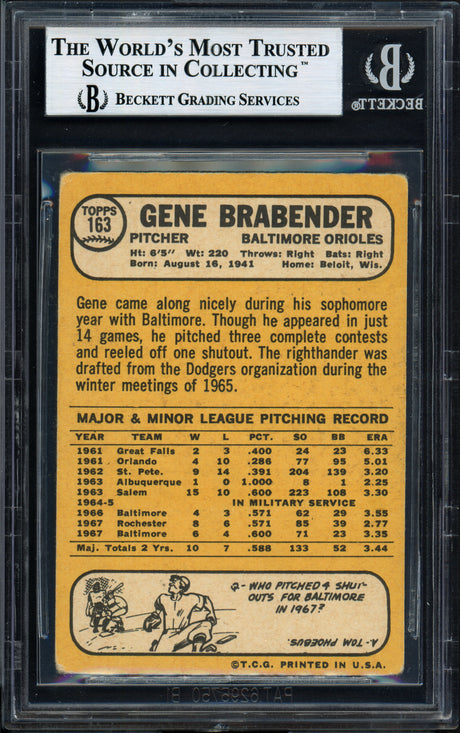 THE WORLD'S MOST TRUSTED
SOURCE IN COLLECTING™
BECKETT GRADING SERVICES
BECKETT®
TOPPS
163
GENE BRABENDER
PITCHER BALTIMORE ORIOLES
Ht: 6'5" Wt: 220 Throws: Right Bats: Right
Born: August 16, 1941 Home: Beloit, Wis.
Gene came along nicely during his sophomore
year with Baltimore. Though he appeared in just
14 games, he pitched three complete contests
and reeled off one shutout. The righthander was
drafted from the Dodgers organization during the
winter meetings of 1965.
MAJOR & MINOR LEAGUE PITCHING RECORD
YEAR TEAM W L PCT. SO BB ERA
1961 Great Falls 2 3 .400 24 23 6.33
1961 Orlando 4 10 .286 77 95 5.01
1962 St. Pete. 9 14 .391 204 139 3.20
1963 Albuquerque 1 0 1.000 8 1 2.25
1963 Salem 15 10 .600 223 108 3.30
1964-5 IN MILITARY SERVICE
1966 Baltimore 4 3 .571 62 29 3.55
1967 Rochester 8 6 .571 85 39 2.77
1967 Baltimore 6 4 .600 71 23 3.35
Maj. Totals 2 Yrs. 10 7 .588 133 52 3.44
Q- WHO PITCHED 4 SHUT-
OUTS FOR BALTIMORE
IN 1967?
A- TOM PHOEBUS.
©T.C.G. PRINTED IN U.S.A.